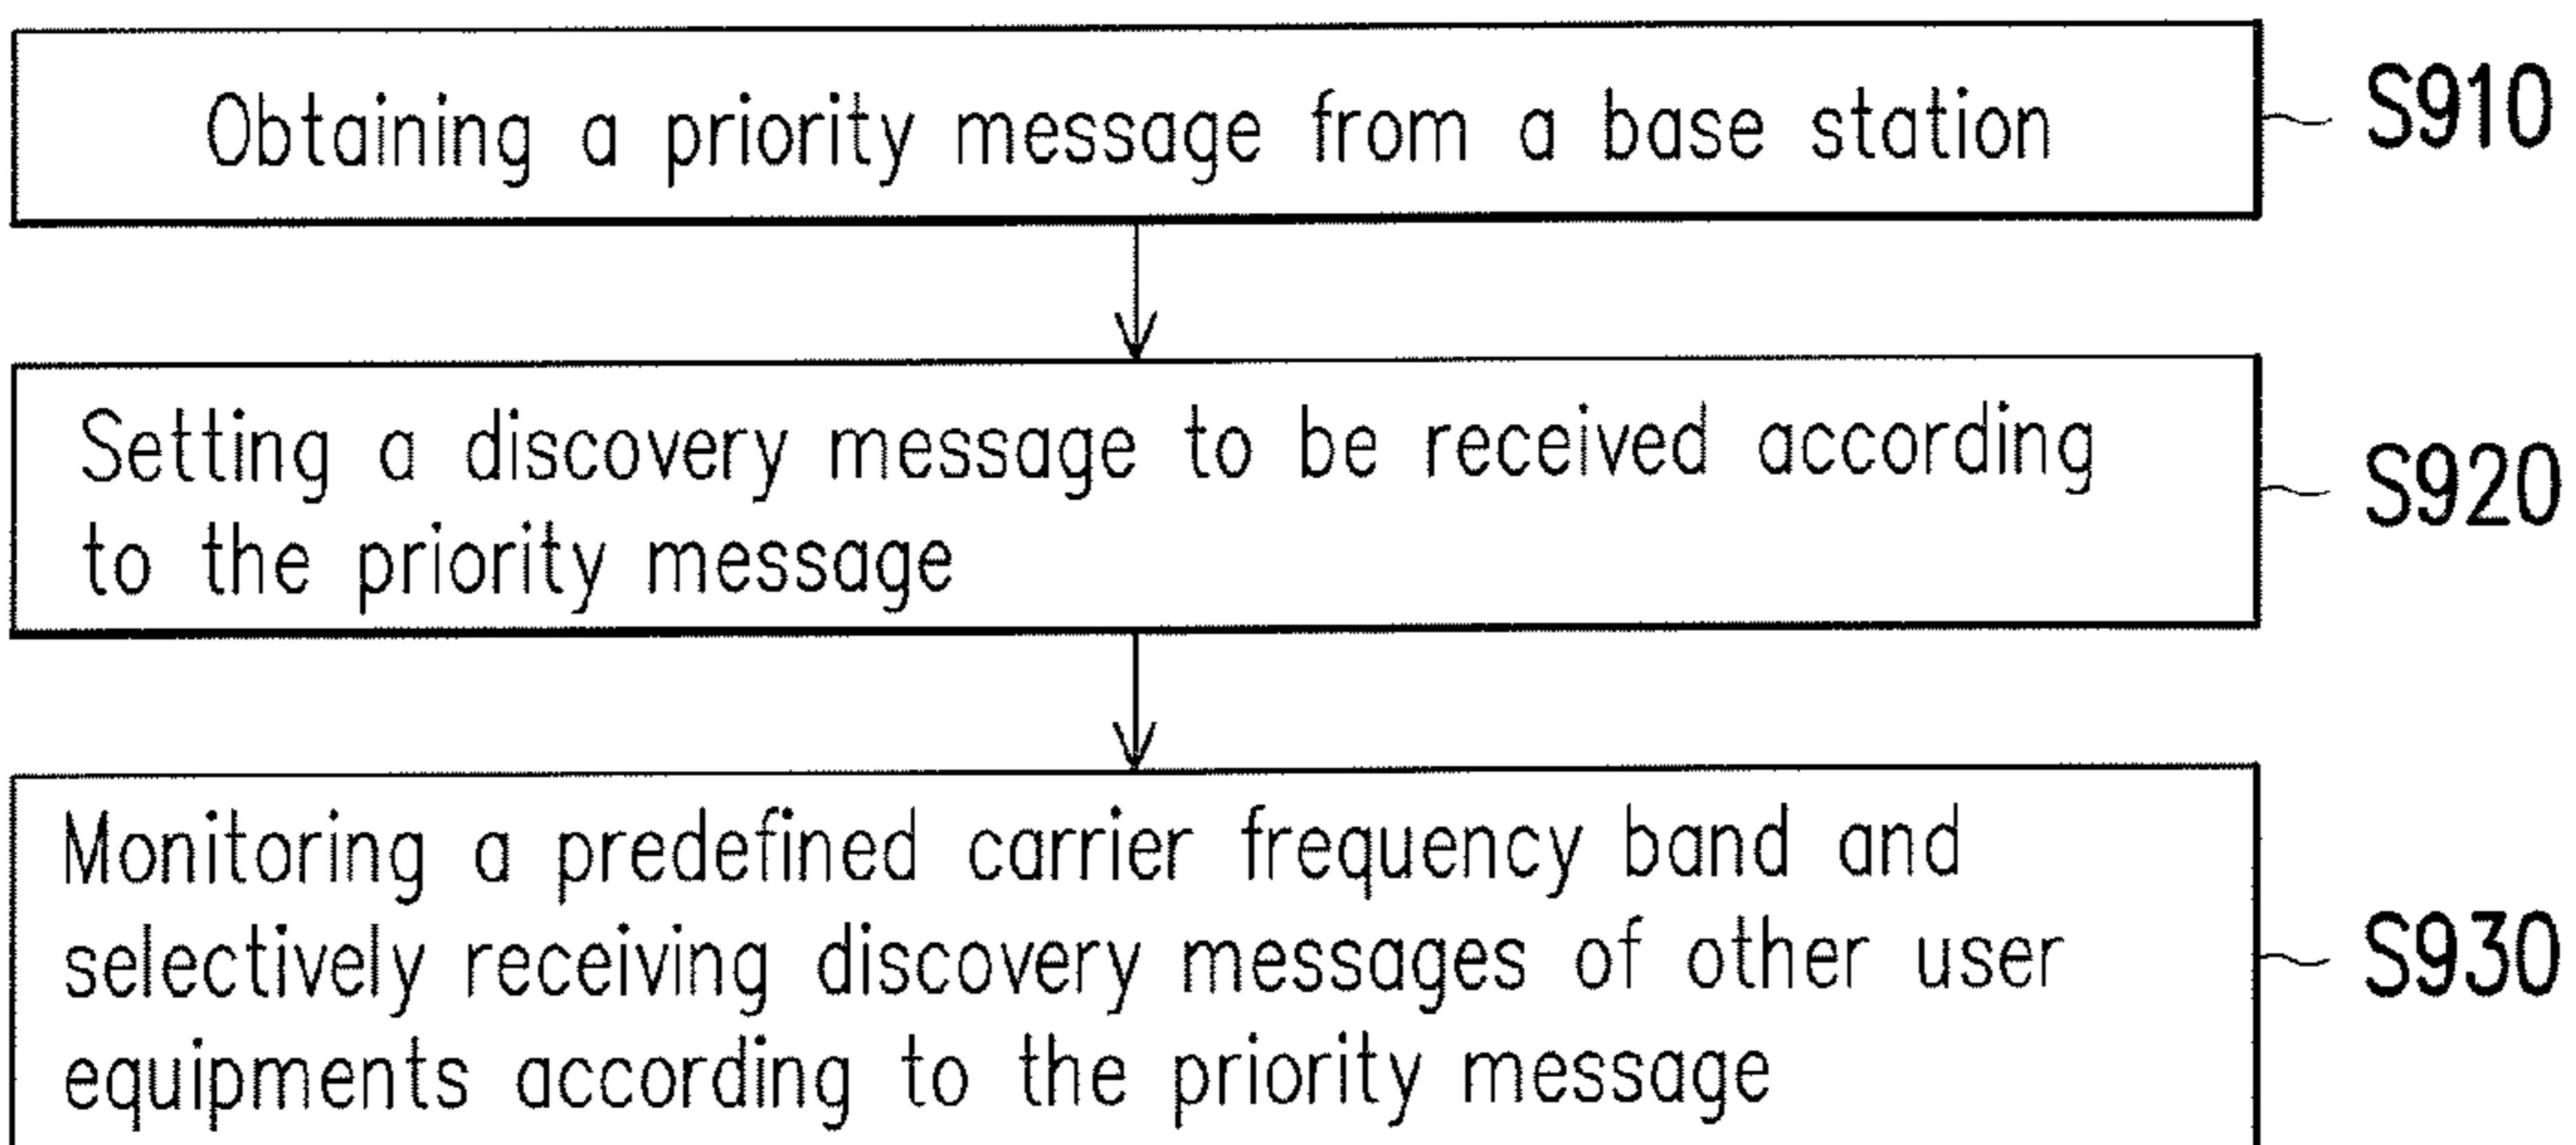 Obtaining a priority message from a base station
S910
Setting a discovery message to be received according
to the priority message
S920
Monitoring a predefined carrier frequency band and
selectively receiving discovery messages of other user
equipments according to the priority message
S930